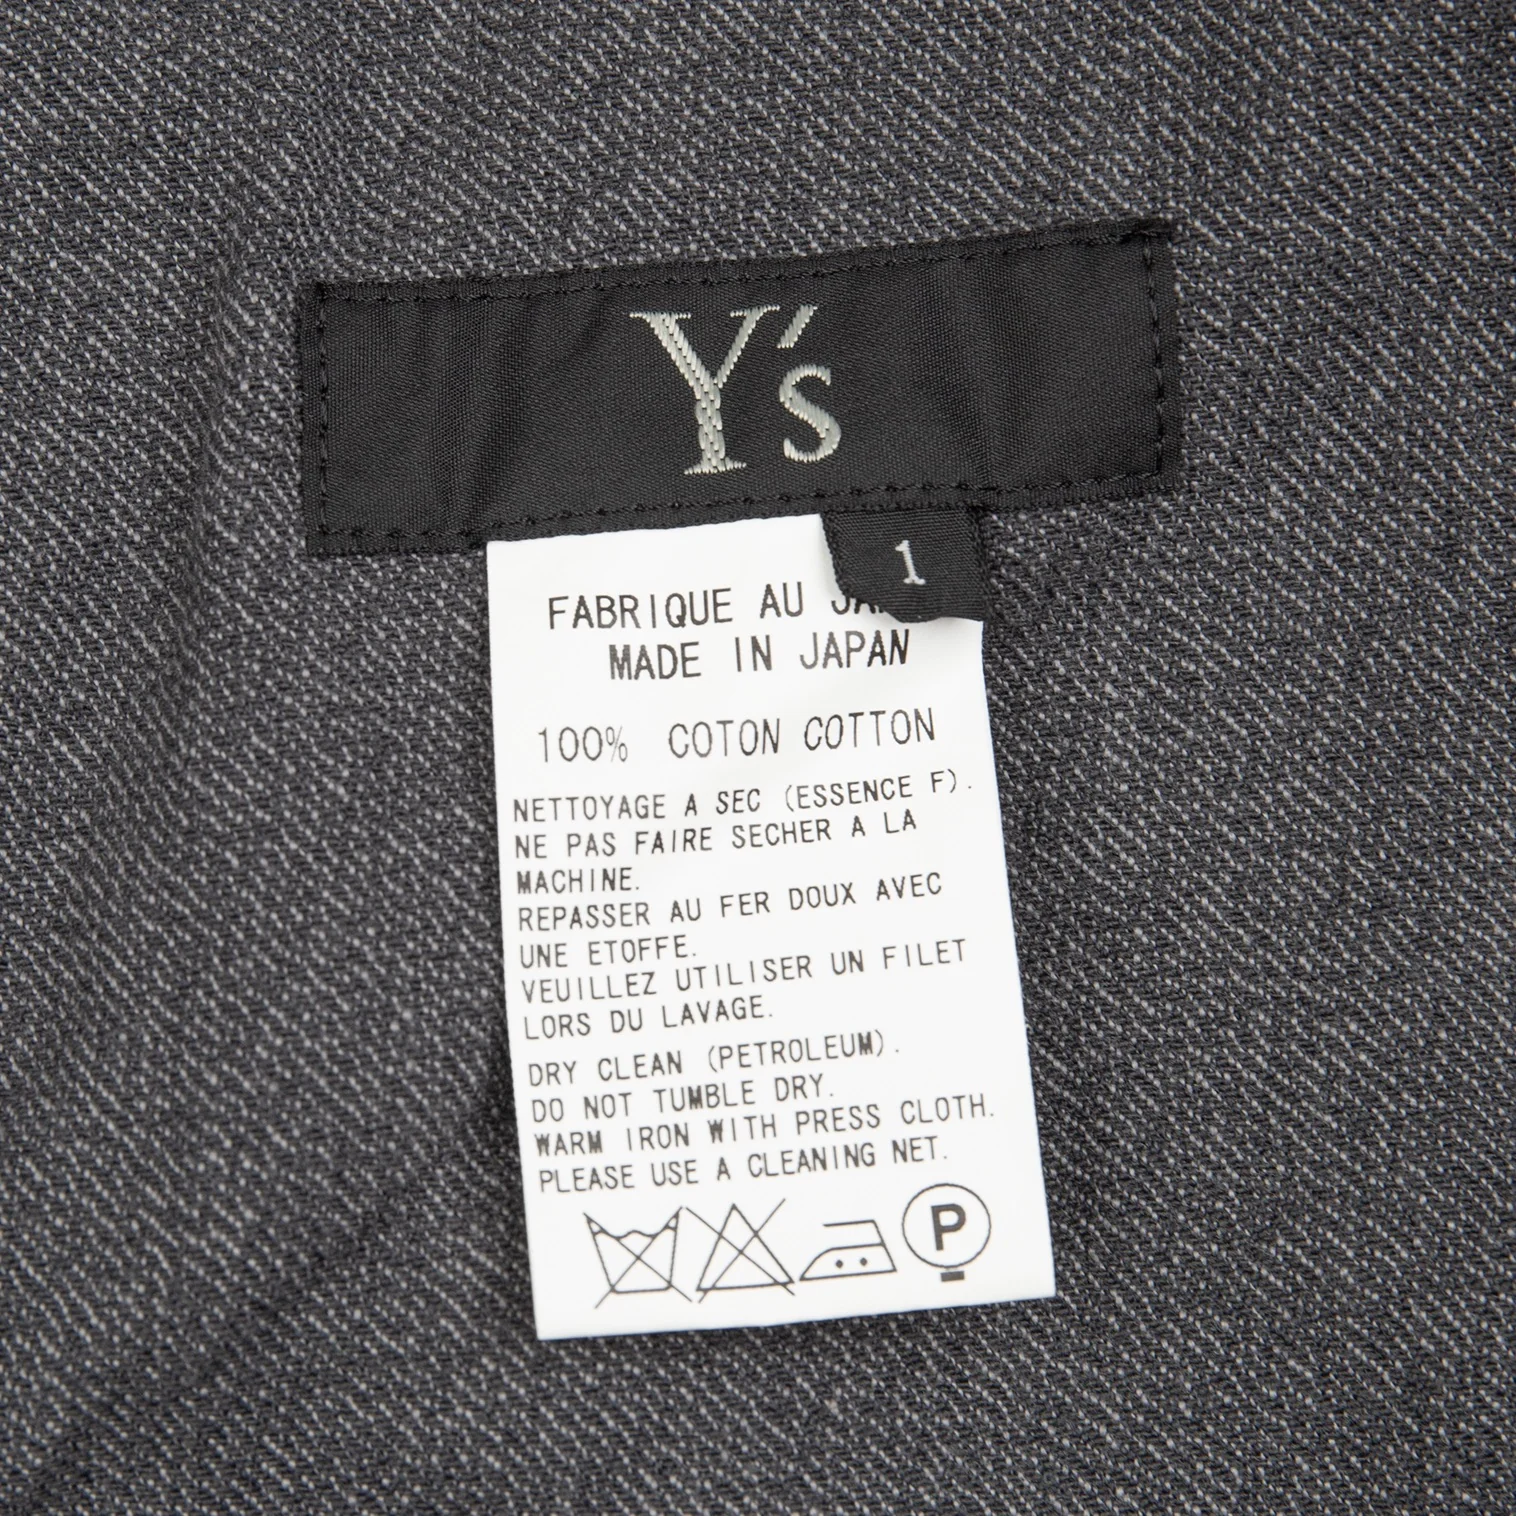 Y's
1
FABRIQUE AU
MADE IN JAPAN
100% COTON COTTON
NETTOYAGE A SEC (ESSENCE F).
NE PAS FAIRE SECHER A LA
MACHINE.
REPASSER AU FER DOUX AVEC
UNE ETOFFE.
VEUILLEZ UTILISER UN FILET
LORS DU LAVAGE.
DRY CLEAN (PETROLEUM).
DO NOT TUMBLE DRY.
WARM IRON WITH PRESS CLOTH.
PLEASE USE A CLEANING NET.
P